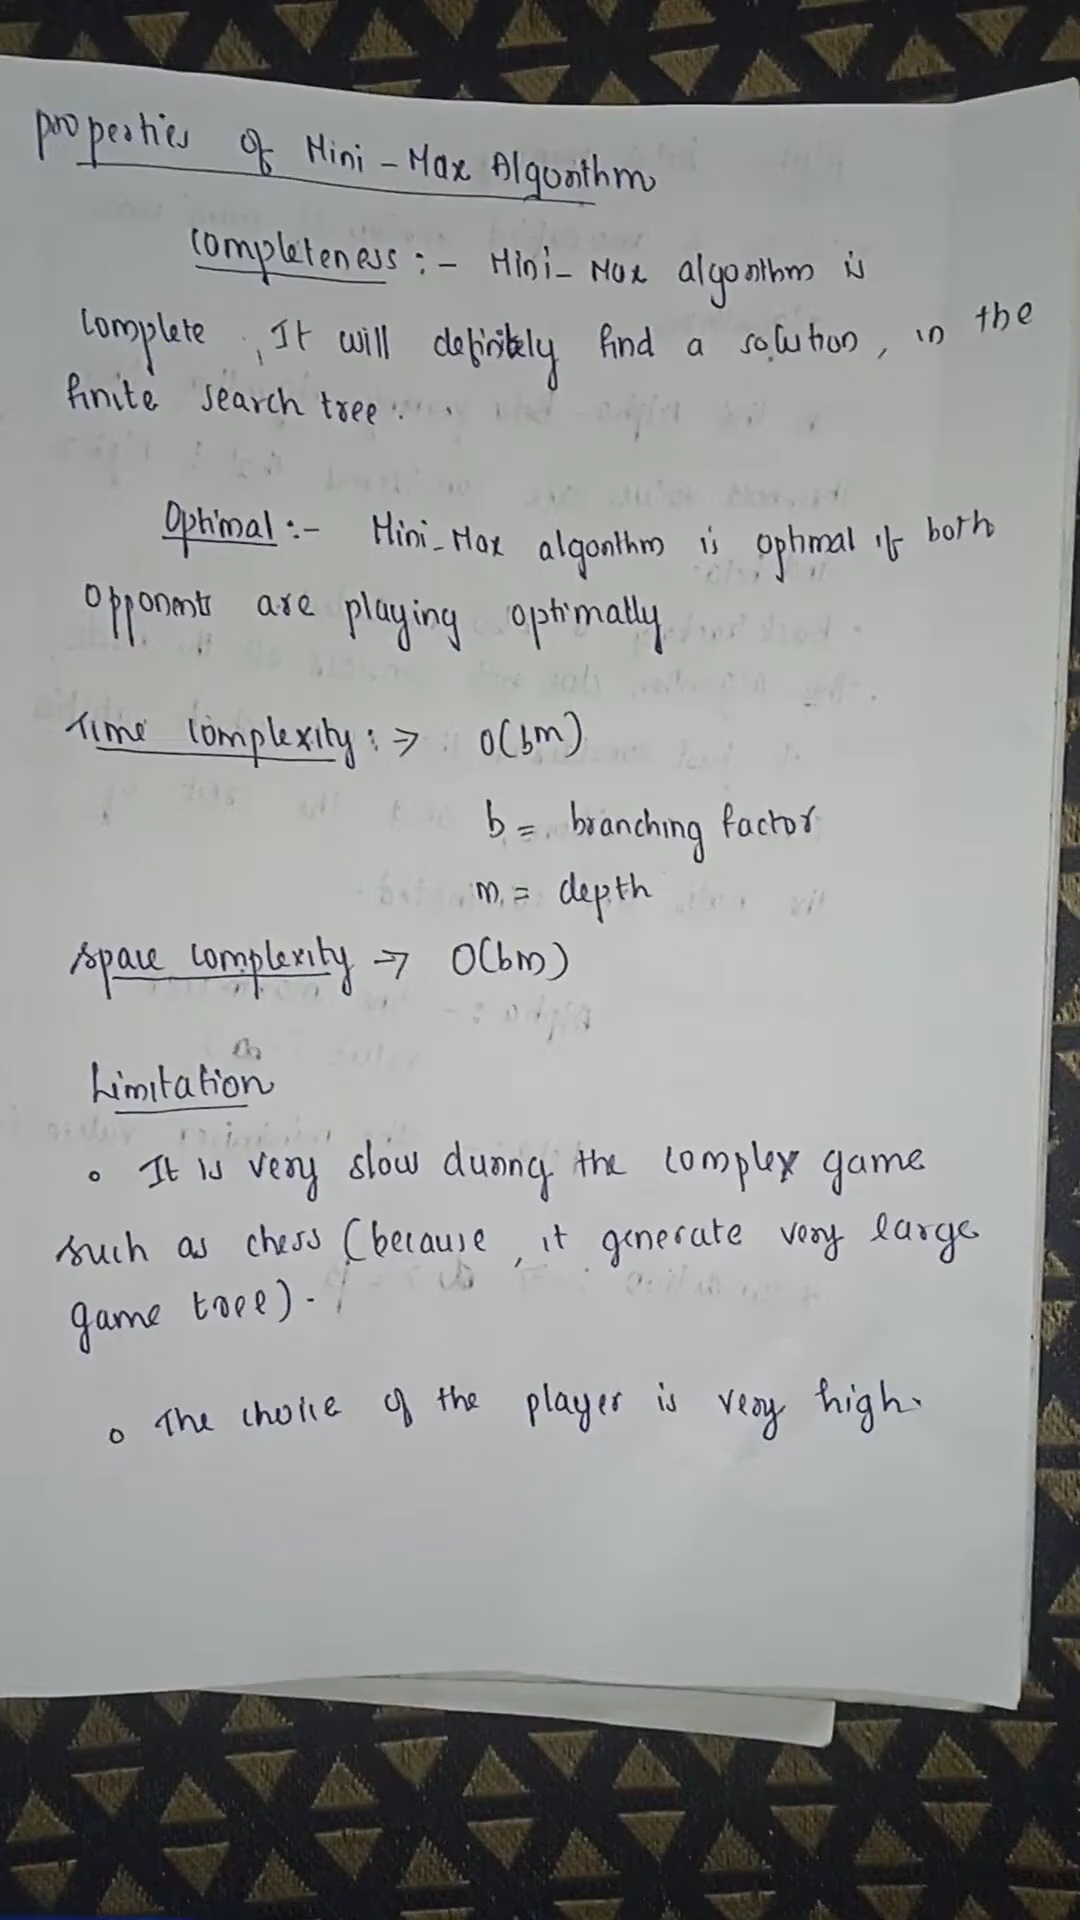 properties of Mini-Max Algorithm
Completeness :- Mini-Max algorithm is
complete, It will definitely find a solution, in the
finite search tree.
Optimal :- Mini-Max algorithm is optimal if both
opponents are playing optimally
Time complexity : → O(bm)
b = branching factor
m = depth
space complexity → O(bm)
Limitation
• It is very slow during the complex game
such as chess (because, it generate very large
game tree).
• The choice of the player is very high.